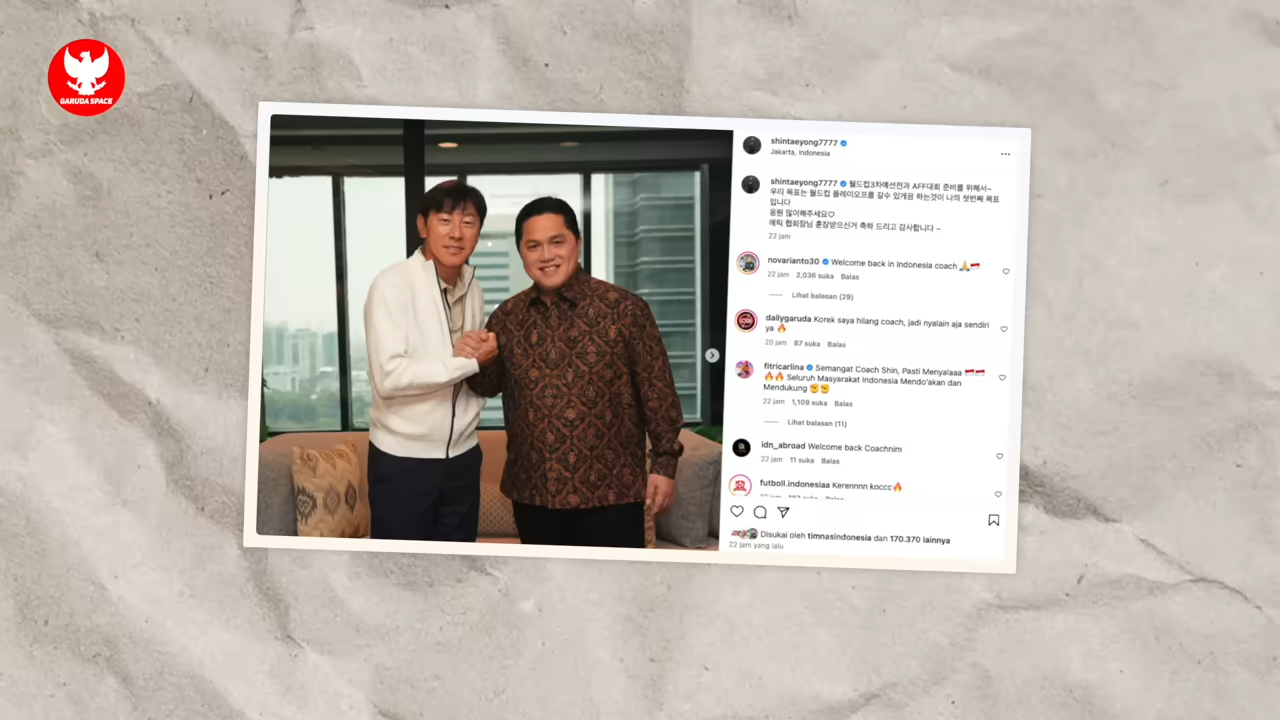 GARUDA SPACE
shintaeyong7777
Jakarta, Indonesia
shintaeyong7777 월드컵3차예선전과 AFF대회 준비를 위해서~
우리 목표는 월드컵 플레이오프를 갈수 있게끔 하는것이 나의 첫번째 목표
입니다
응원 많이해주세요♡
에릭 협회장님 훈장받으신거 축하 드리고 감사합니다 ~
22 jam
novarianto30 Welcome back in Indonesia coach 🙏🇮🇩
22 jam 2,036 suka Balas
Lihat balasan (29)
dailygaruda Korek saya hilang coach, jadi nyalain aja sendiri
ya 🔥
20 jam 87 suka Balas
fitricarlina Semangat Coach Shin, Pasti Menyalaaa 🇮🇩🇮🇩
🔥🔥 Seluruh Masyarakat Indonesia Mendo'akan dan
Mendukung ✊✊
22 jam 1,109 suka Balas
Lihat balasan (11)
idn_abroad Welcome back Coachnim
22 jam 11 suka Balas
futboll.indonesiaa Kerennnn koccc🔥
Disukai oleh timnasindonesia dan 170.370 lainnya
22 jam yang lalu